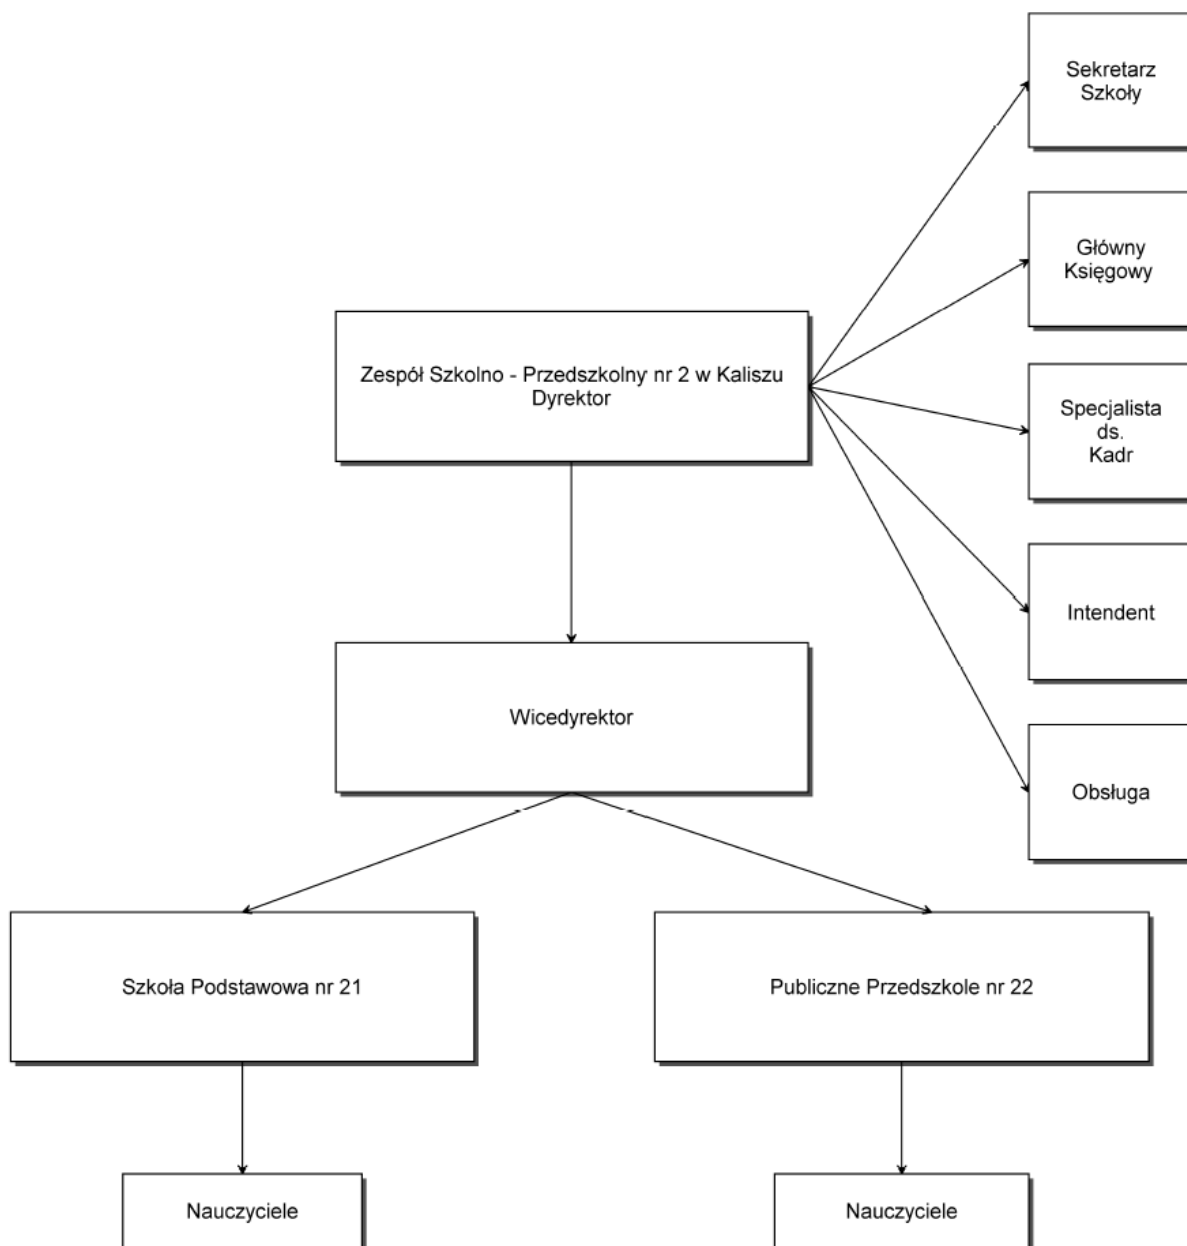 Sekretarz
Szkoły
Główny
Księgowy
Zespół Szkolno - Przedszkolny nr 2 w Kaliszu
Dyrektor
Specjalista
ds.
Kadr
Intendent
Wicedyrektor
Obsługa
Szkoła Podstawowa nr 21
Publiczne Przedszkole nr 22
Nauczyciele
Nauczyciele